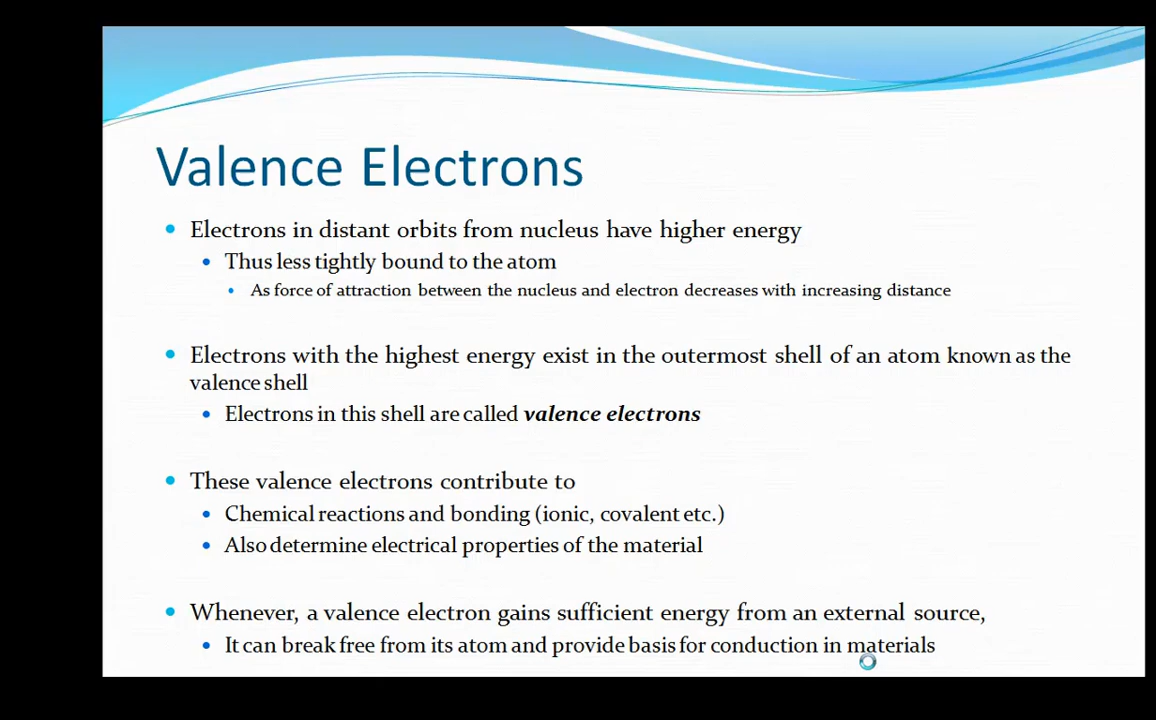 Valence Electrons
Electrons in distant orbits from nucleus have higher energy
Thus less tightly bound to the atom
As force of attraction between the nucleus and electron decreases with increasing distance
Electrons with the highest energy exist in the outermost shell of an atom known as the
valence shell
Electrons in this shell are called valence electrons
These valence electrons contribute to
Chemical reactions and bonding (ionic, covalent etc.)
Also determine electrical properties of the material
Whenever, a valence electron gains sufficient energy from an external source,
It can break free from its atom and provide basis for conduction in materials